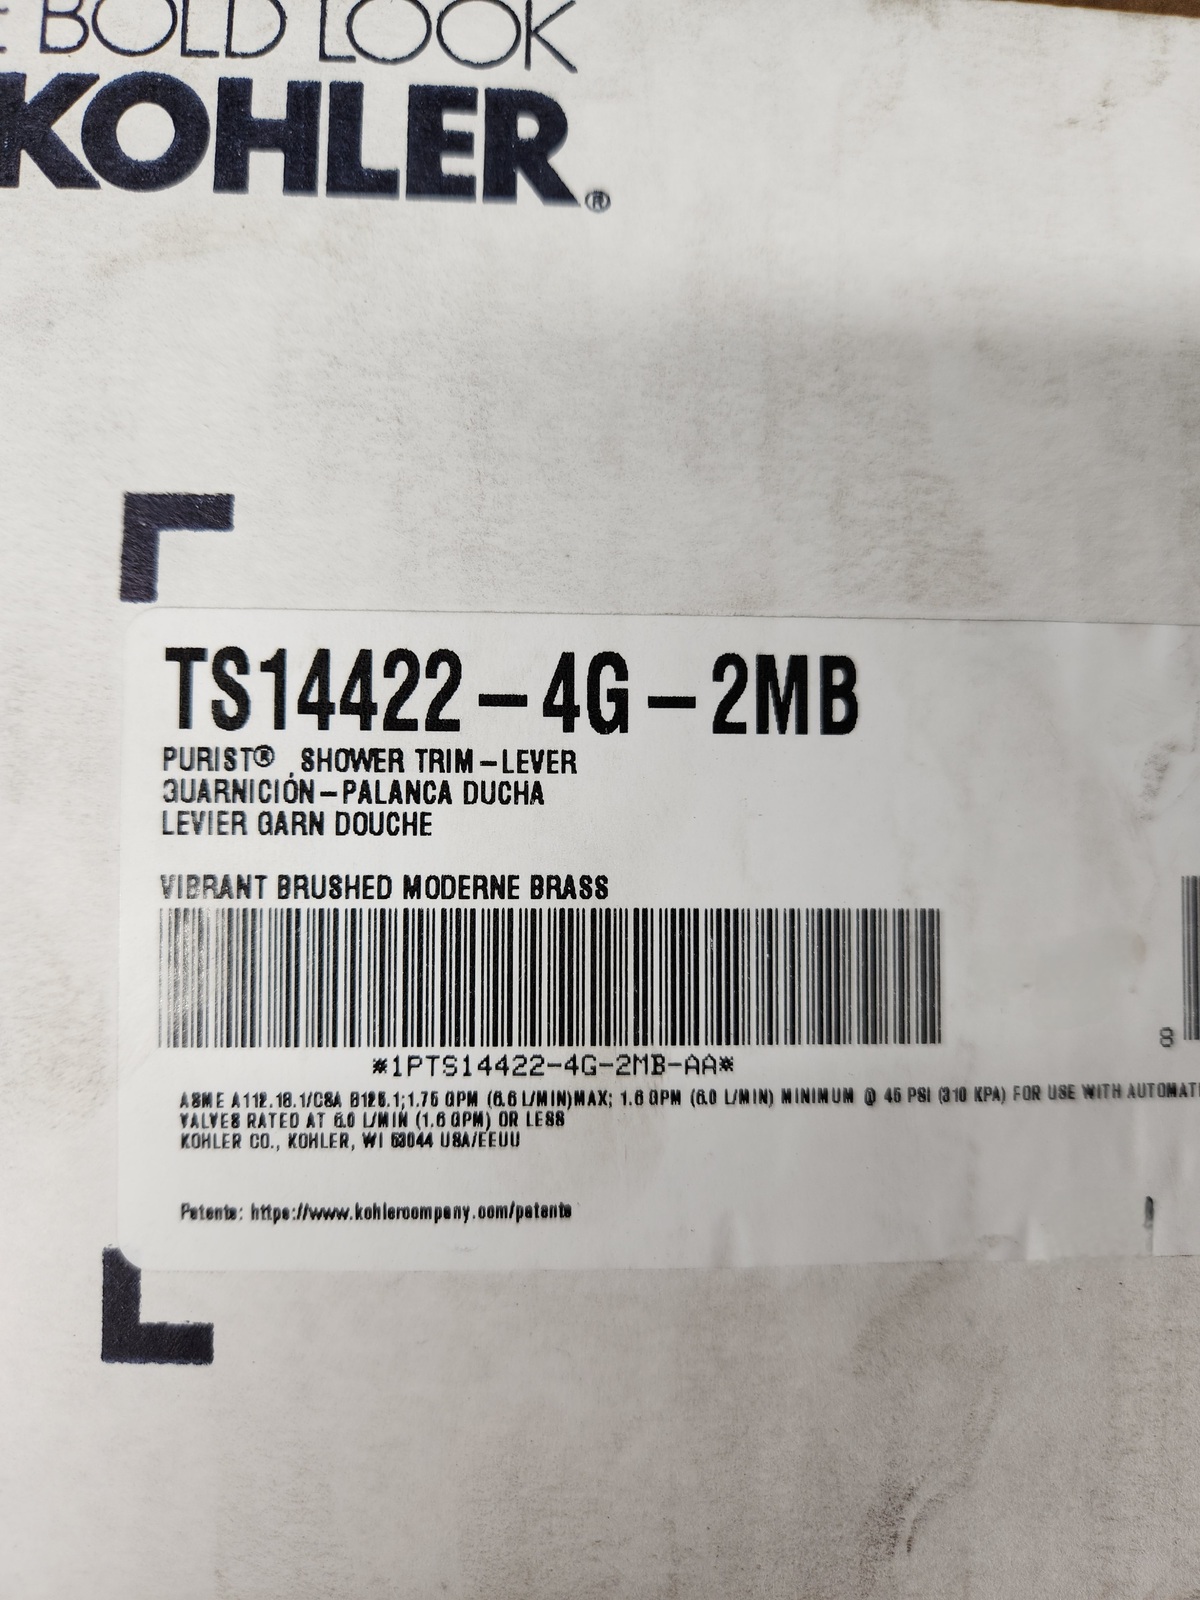 E BOLD LOOK
KOHLER®
TS14422-4G-2MB
PURIST® SHOWER TRIM-LEVER
GUARNICIÓN-PALANCA DUCHA
LEVIER GARN DOUCHE
VIBRANT BRUSHED MODERNE BRASS
*1PTS14422-4G-2MB-AA*
8
ASME A112.18.1/CSA B125.1;1.75 GPM (6.6 L/MIN)MAX; 1.6 GPM (6.0 L/MIN) MINIMUM @ 45 PSI (310 KPA) FOR USE WITH AUTOMATI
VALVES RATED AT 6.0 L/MIN (1.6 GPM) OR LESS
KOHLER CO., KOHLER, WI 53044 USA/EEUU
Patents: https://www.kohlercompany.com/patents